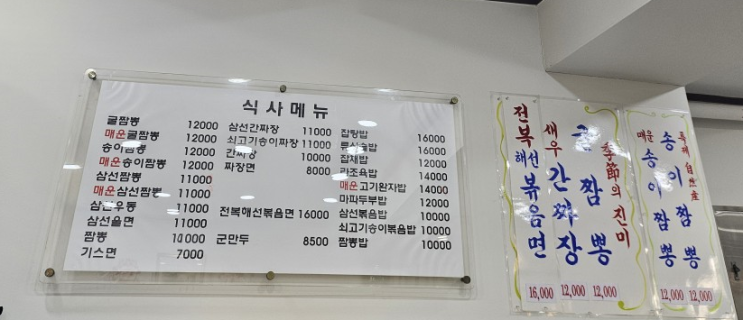 식사메뉴
굴짬뽕 12000
매운굴짬뽕 12000
송이짬뽕 12000
매운송이짬뽕 12000
삼선짬뽕 11000
매운삼선짬뽕 11000
삼선우동 11000
삼선울면 11000
짬뽕 10000
기스면 7000
삼선간짜장 11000
쇠고기송이짜장 11000
간짜장 10000
짜장면 8000
전복해선볶음면 16000
군만두 8500
잡탕밥 16000
류산슬밥 16000
잡채밥 12000
라조육밥 14000
매운고기완자밥 14000
마파두부밥 12000
삼선볶음밥 10000
쇠고기송이볶음밥 10000
짬뽕밥 10000
전복해선볶음면
16,000
새우간짜장
12,000
굴짬뽕
季節의 진미
12,000
매운송이짬뽕
12,000
송이짬뽕
自然産
12,000